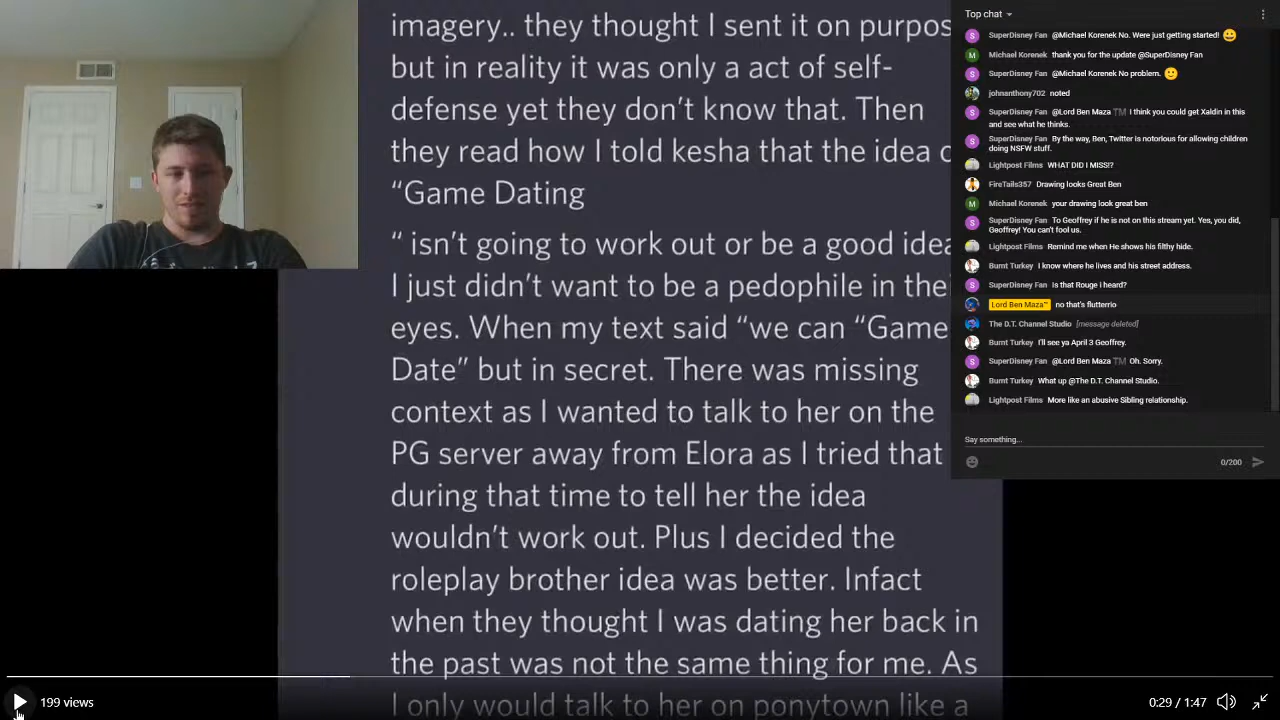 imagery.. they thought I sent it on purpos
but in reality it was only a act of self-
defense yet they don't know that. Then
they read how I told kesha that the idea o
“Game Dating
“ isn't going to work out or be a good idea
I just didn't want to be a pedophile in the
eyes. When my text said “we can “Game
Date” but in secret. There was missing
context as I wanted to talk to her on the
PG server away from Elora as I tried that
during that time to tell her the idea
wouldn't work out. Plus I decided the
roleplay brother idea was better. Infact
when they thought I was dating her back in
the past was not the same thing for me. As
I only would talk to her on ponytown like a
199 views
0:29 / 1:47
Top chat
SuperDisney Fan @Michael Korenek No. Were just getting started!
Michael Korenek thank you for the update @SuperDisney Fan
SuperDisney Fan @Michael Korenek No problem.
johnanthony702 noted
SuperDisney Fan @Lord Ben Maza TM I think you could get Xaldin in this
and see what he thinks.
SuperDisney Fan By the way, Ben, Twitter is notorious for allowing children
doing NSFW stuff.
Lightpost Films WHAT DID I MISS!?
FireTails357 Drawing looks Great Ben
Michael Korenek your drawing look great ben
SuperDisney Fan To Geoffrey if he is not on this stream yet. Yes, you did,
Geoffrey! You can't fool us.
Lightpost Films Remind me when He shows his filthy hide.
Burnt Turkey I know where he lives and his street address.
SuperDisney Fan is that Rouge i heard?
Lord Ben Maza™ no that's flutterrio
The D.T. Channel Studio [message deleted]
Burnt Turkey I'll see ya April 3 Geoffrey.
SuperDisney Fan @Lord Ben Maza TM Oh. Sorry.
Burnt Turkey What up @The D.T. Channel Studio.
Lightpost Films More like an abusive Sibling relationship.
Say something...
0/200